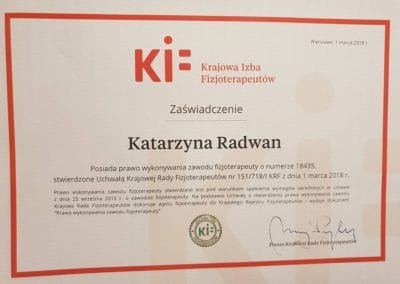 Warszawa, 1 marca 2018 r.
KIF
Krajowa Izba
Fizjoterapeutów
Zaświadczenie
Katarzyna Radwan
Posiada prawo wykonywania zawodu fizjoterapeuty o numerze 18435,
stwierdzone Uchwałą Krajowej Rady Fizjoterapeutów nr 151/718/I KRF z dnia 1 marca 2018 r.
Prawo wykonywania zawodu fizjoterapeuty stwierdzane jest pod warunkiem spełnienia wymogów określonych w ustawie
z dnia 25 września 2015 r. o zawodzie fizjoterapeuty. Na podstawie Uchwały o stwierdzeniu prawa wykonywania zawodu
Krajowa Rada Fizjoterapeutów dokonuje wpisu fizjoterapeuty do Krajowego Rejestru Fizjoterapeutów i wydaje dokument
"Prawo wykonywania zawodu fizjoterapeuty"
KIF
Prezes Krajowej Rady Fizjoterapeutów